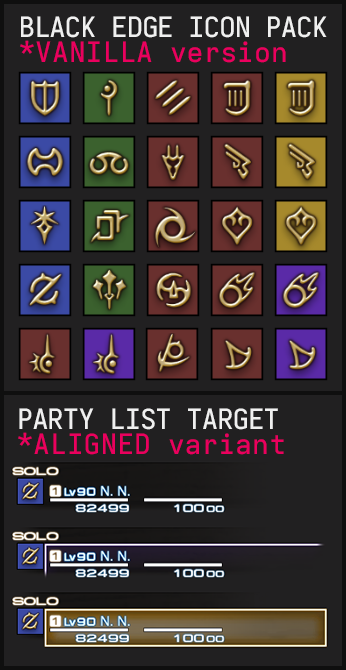 BLACK EDGE ICON PACK
*VANILLA version
PARTY LIST TARGET
*ALIGNED variant
SOLO
1 Lv90 N. N.
82499 10000
SOLO
1 Lv90 N. N.
82499 10000
SOLO
1 Lv90 N. N.
82499 10000